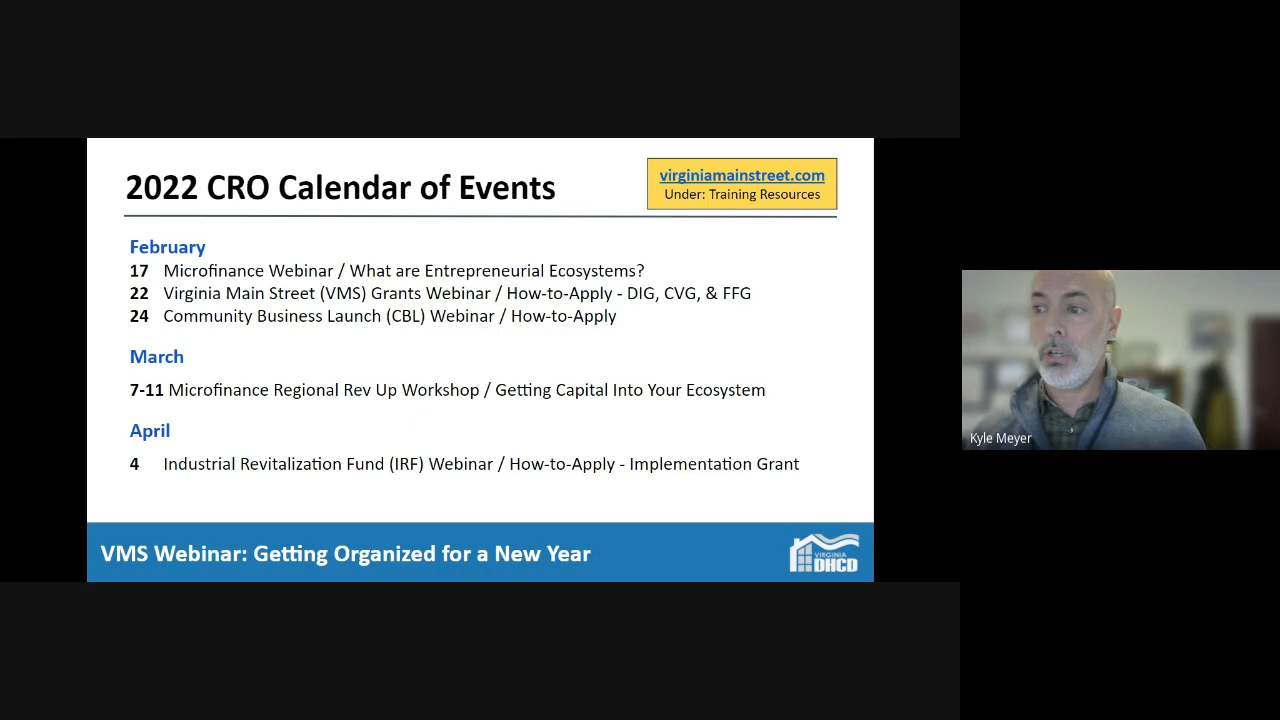 2022 CRO Calendar of Events
virginiamainstreet.com
Under: Training Resources
February
17 Microfinance Webinar / What are Entrepreneurial Ecosystems?
22 Virginia Main Street (VMS) Grants Webinar / How-to-Apply - DIG, CVG, & FFG
24 Community Business Launch (CBL) Webinar / How-to-Apply
March
7-11 Microfinance Regional Rev Up Workshop / Getting Capital Into Your Ecosystem
April
4 Industrial Revitalization Fund (IRF) Webinar / How-to-Apply - Implementation Grant
VMS Webinar: Getting Organized for a New Year
VIRGINIA
DHCD
Kyle Meyer